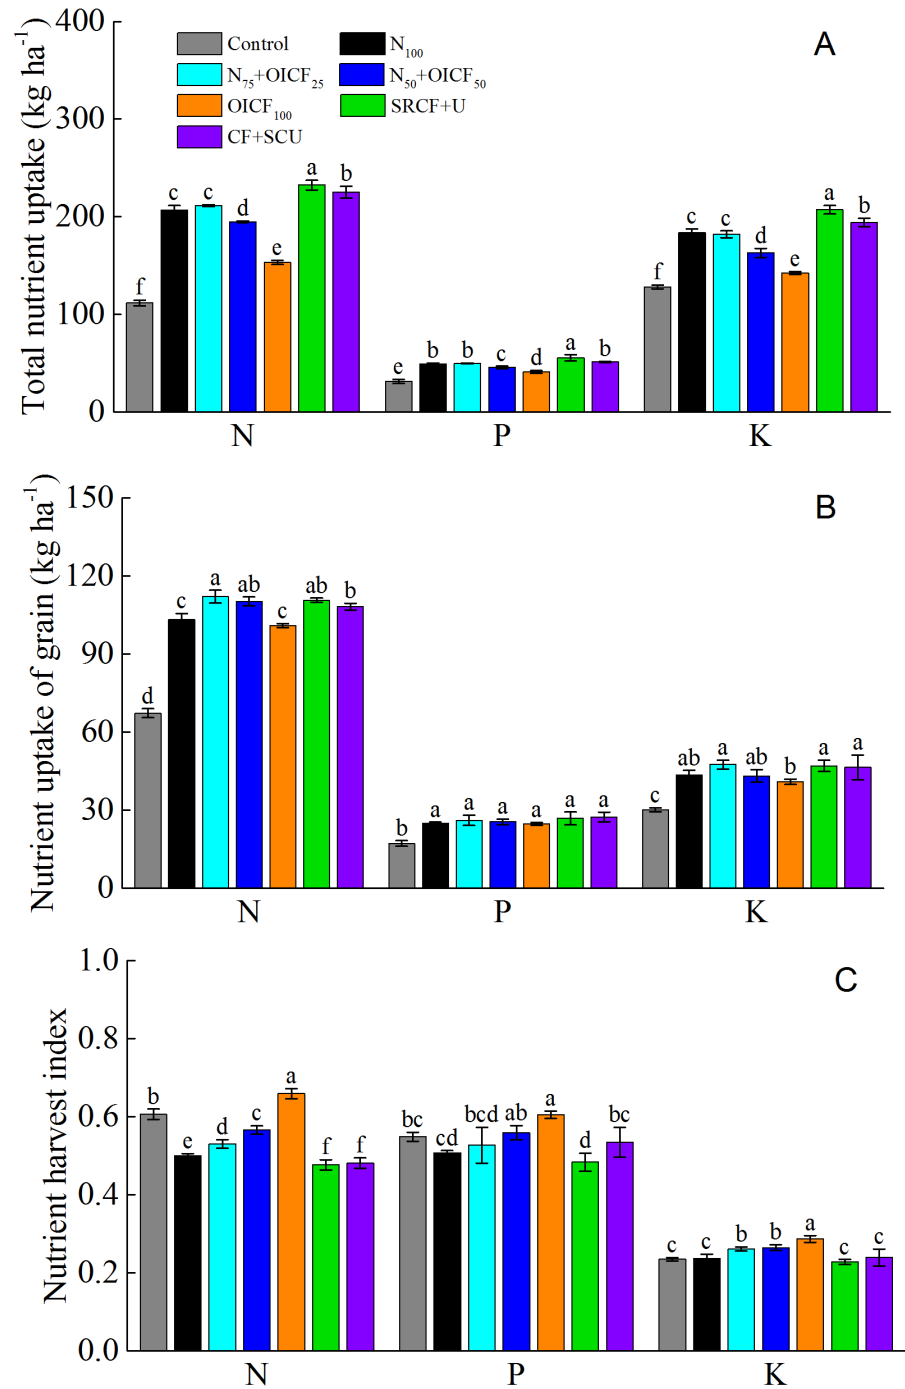 A
Control
N₁₀₀
N₇₅+OICF₂₅
N₅₀+OICF₅₀
OICF₁₀₀
SRCF+U
CF+SCU
Total nutrient uptake (kg ha⁻¹)
400
300
200
100
0
f c c d e a b
e b b c d a b
f c c d e a b
N P K
B
Nutrient uptake of grain (kg ha⁻¹)
150
120
90
60
30
0
d c a ab c ab b
b a a a a a a
c ab a ab b a a
N P K
C
Nutrient harvest index
1.0
0.8
0.6
0.4
0.2
0.0
b e d c a f f
bc cd bcd ab a d bc
c c b b a c c
N P K